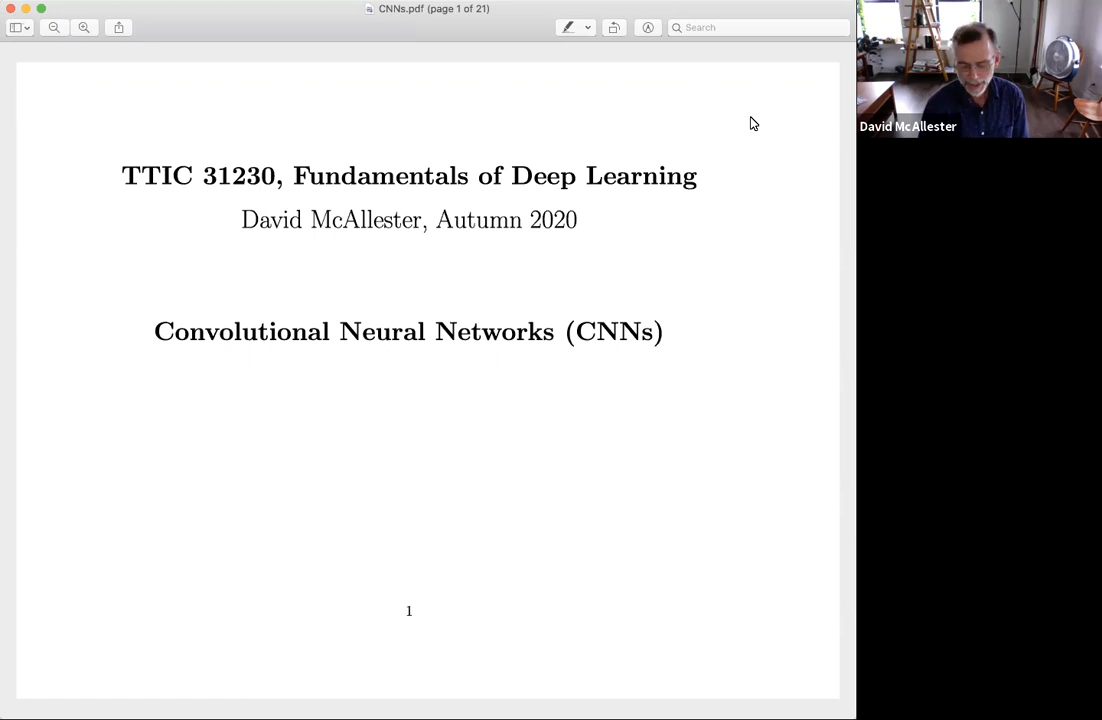 CNNs.pdf (page 1 of 21)
Search
TTIC 31230, Fundamentals of Deep Learning
David McAllester, Autumn 2020
Convolutional Neural Networks (CNNs)
1
David McAllester